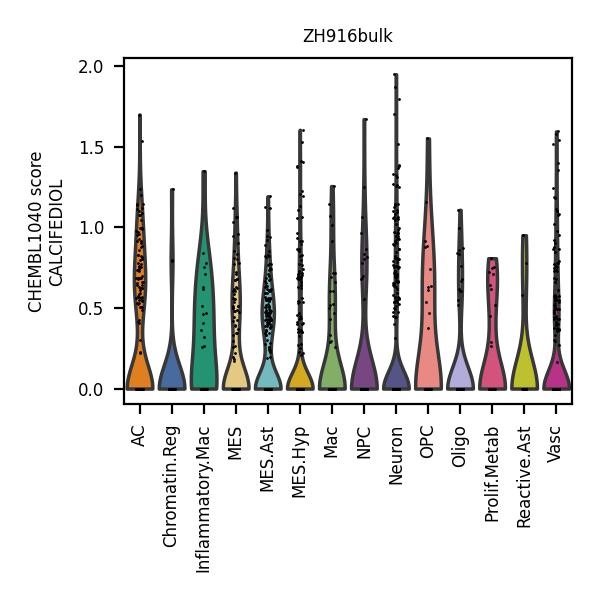 ZH916bulk
CHEMBL1040 score
CALCIFEDIOL
2.0
1.5
1.0
0.5
0.0
AC
Chromatin.Reg
Inflammatory.Mac
MES
MES.Ast
MES.Hyp
Mac
NPC
Neuron
OPC
Oligo
Prolif.Metab
Reactive.Ast
Vasc